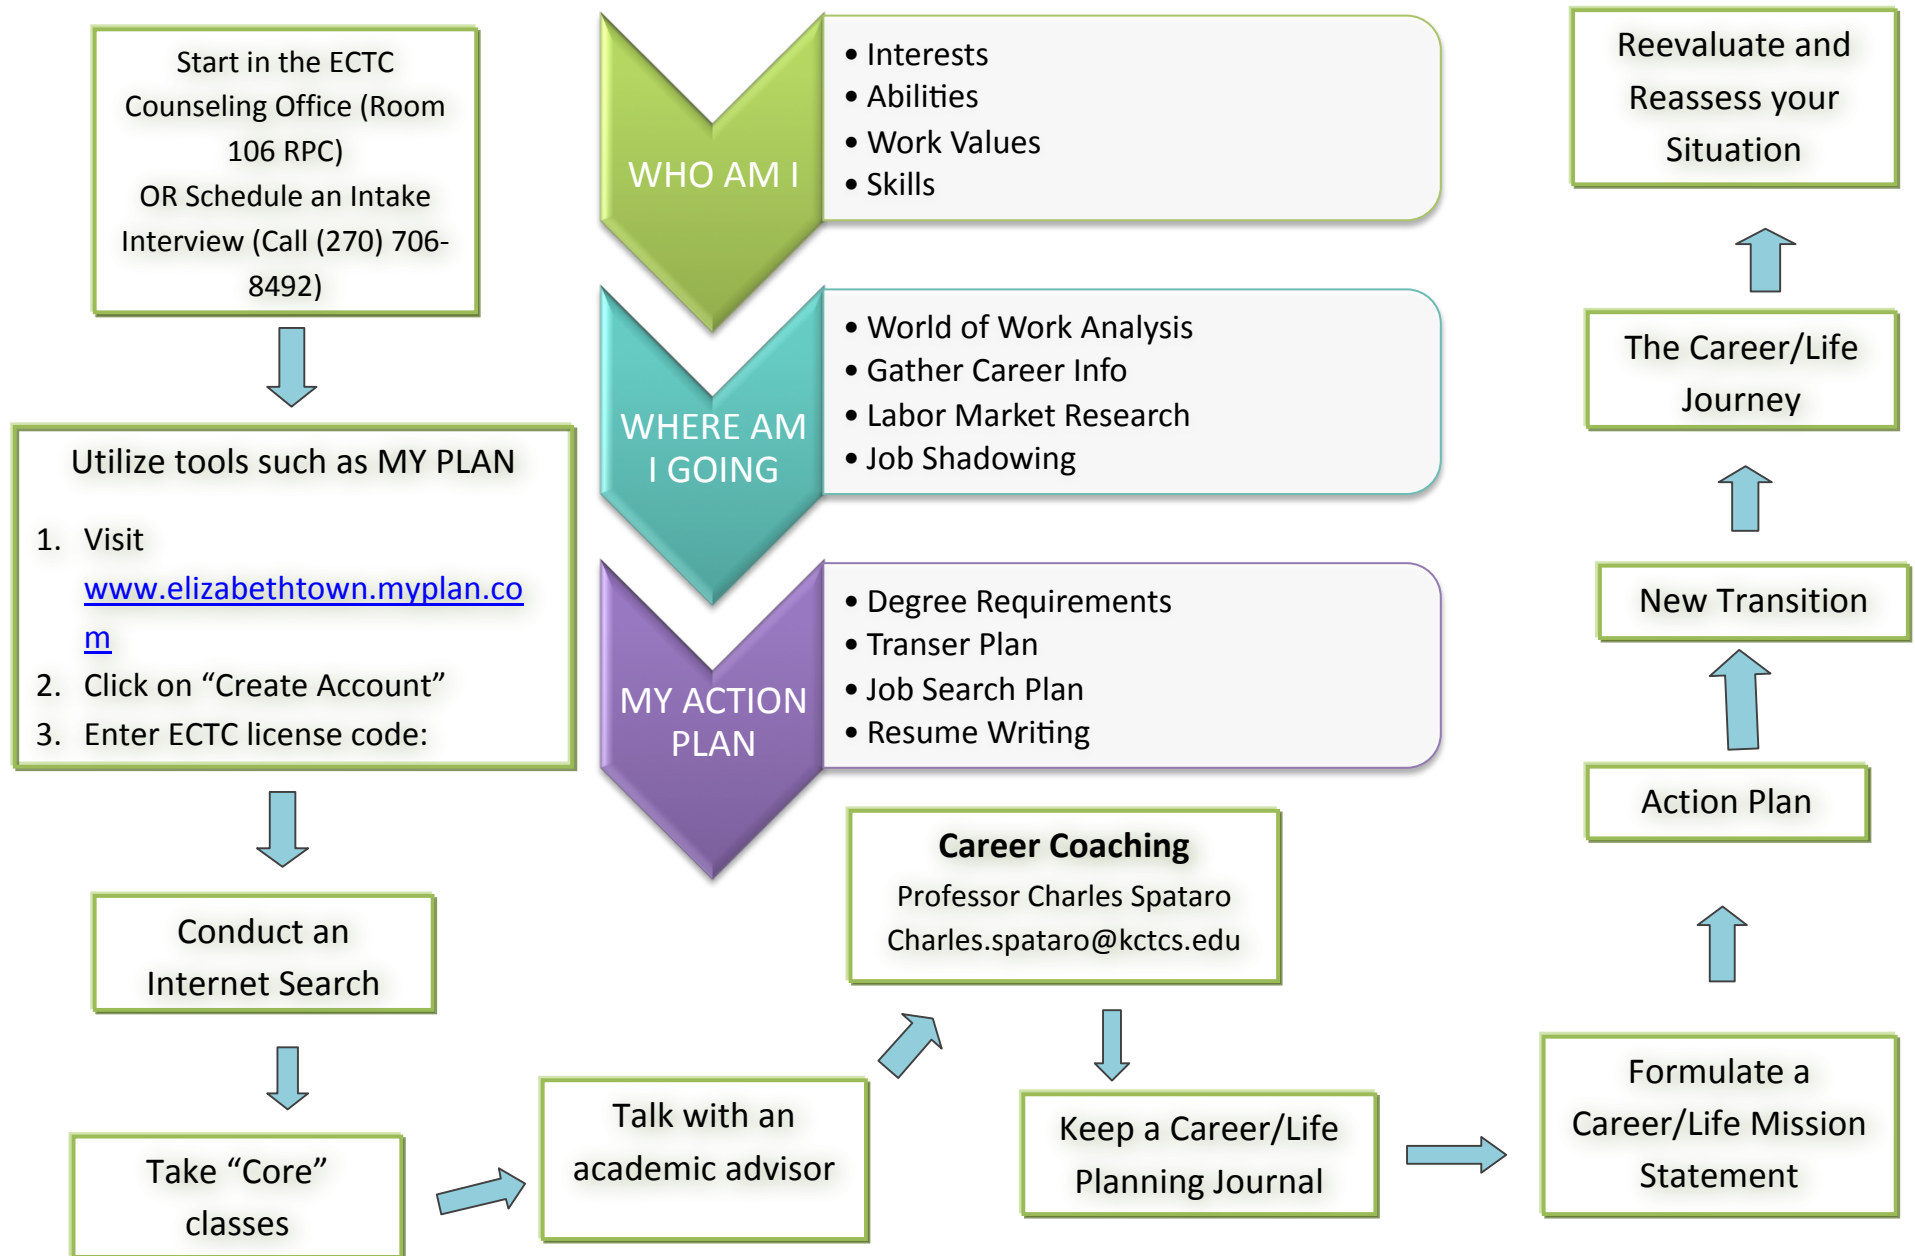 Start in the ECTC
Counseling Office (Room
106 RPC)
OR Schedule an Intake
Interview (Call (270) 706-
8492)
Utilize tools such as MY PLAN
1. Visit
www.elizabethtown.myplan.co
m
2. Click on “Create Account”
3. Enter ECTC license code:
Conduct an
Internet Search
Take “Core”
classes
Talk with an
academic advisor
WHO AM I
• Interests
• Abilities
• Work Values
• Skills
WHERE AM
I GOING
• World of Work Analysis
• Gather Career Info
• Labor Market Research
• Job Shadowing
MY ACTION
PLAN
• Degree Requirements
• Transer Plan
• Job Search Plan
• Resume Writing
Career Coaching
Professor Charles Spataro
Charles.spataro@kctcs.edu
Keep a Career/Life
Planning Journal
Formulate a
Career/Life Mission
Statement
Action Plan
New Transition
The Career/Life
Journey
Reevaluate and
Reassess your
Situation